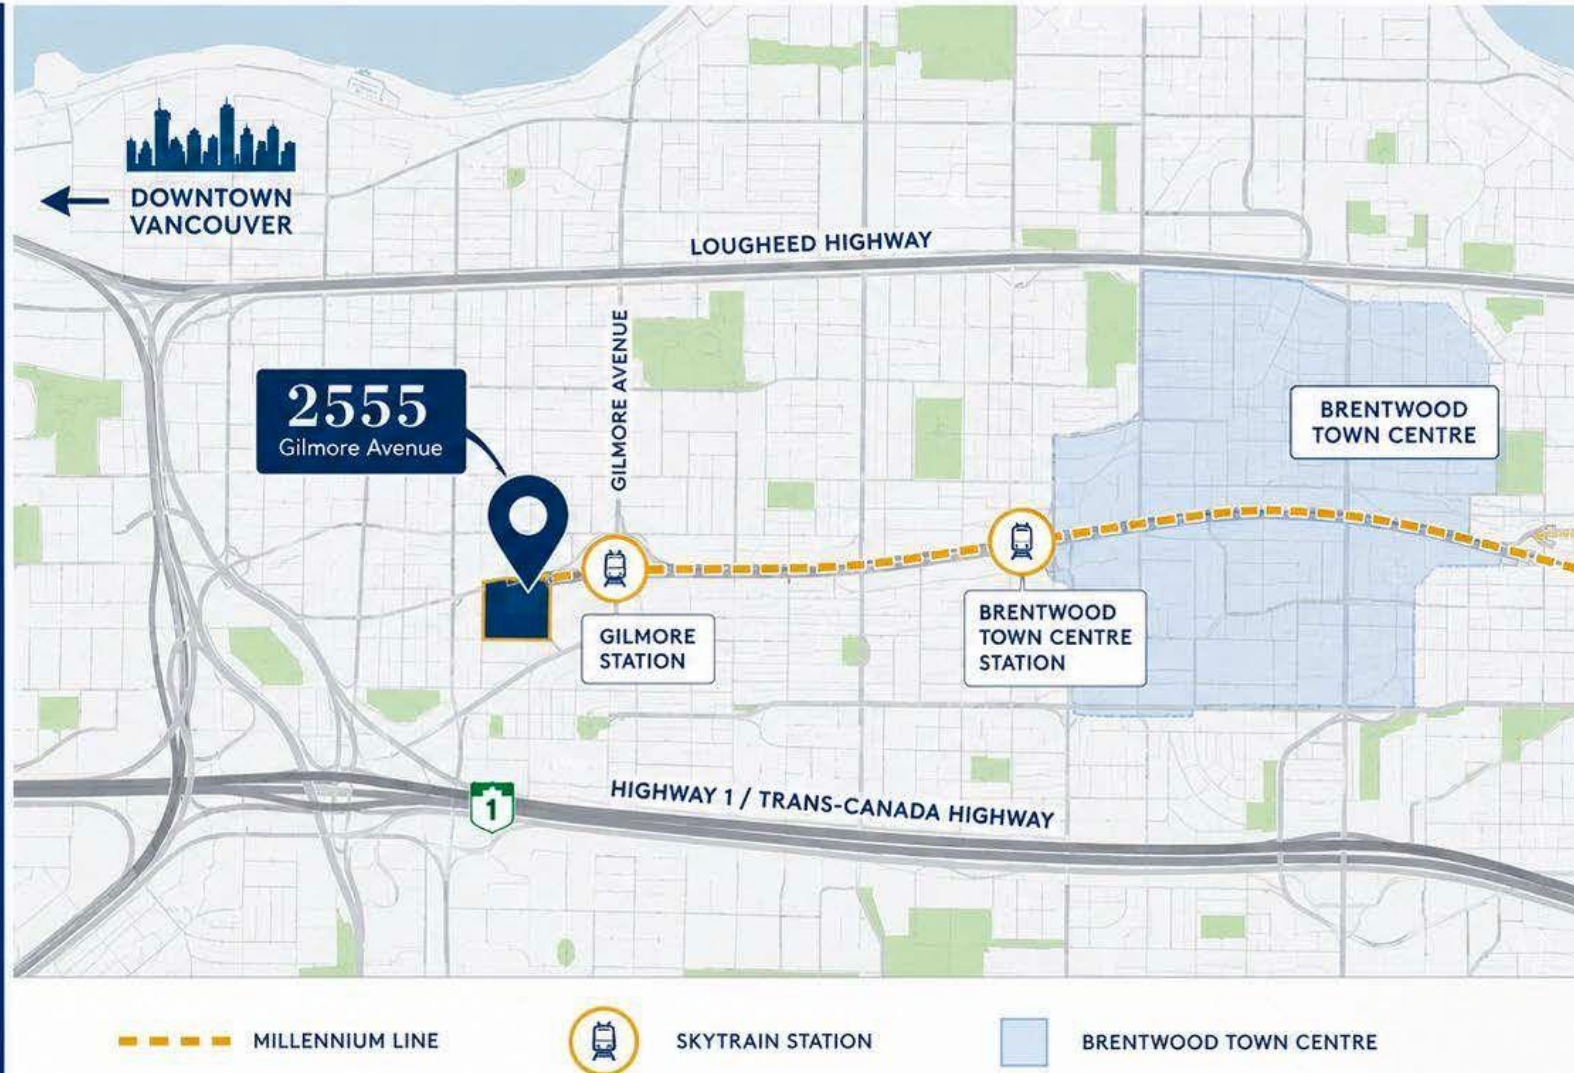 DOWNTOWN
VANCOUVER
LOUGHEED HIGHWAY
GILMORE AVENUE
2555
Gilmore Avenue
BRENTWOOD
TOWN CENTRE
GILMORE
STATION
BRENTWOOD
TOWN CENTRE
STATION
1
HIGHWAY 1 / TRANS-CANADA HIGHWAY
MILLENNIUM LINE
SKYTRAIN STATION
BRENTWOOD TOWN CENTRE